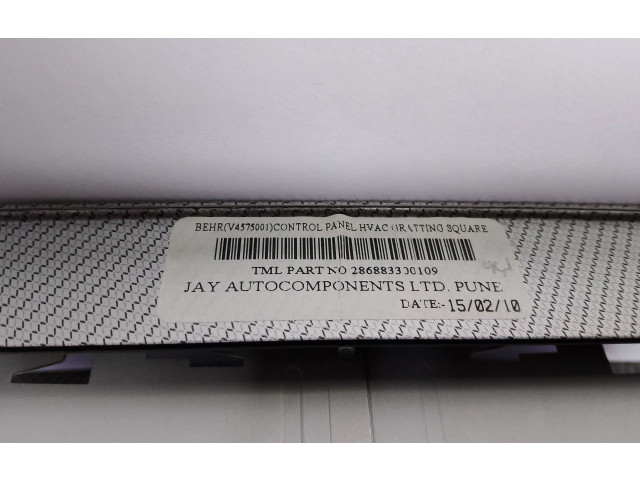 BEHR(V4575001)CONTROL PANEL HVAC GRATTING SQUARE
TML PART NO 286883300109
JAY AUTOCOMPONENTS LTD. PUNE
DATE:- 15/02/10